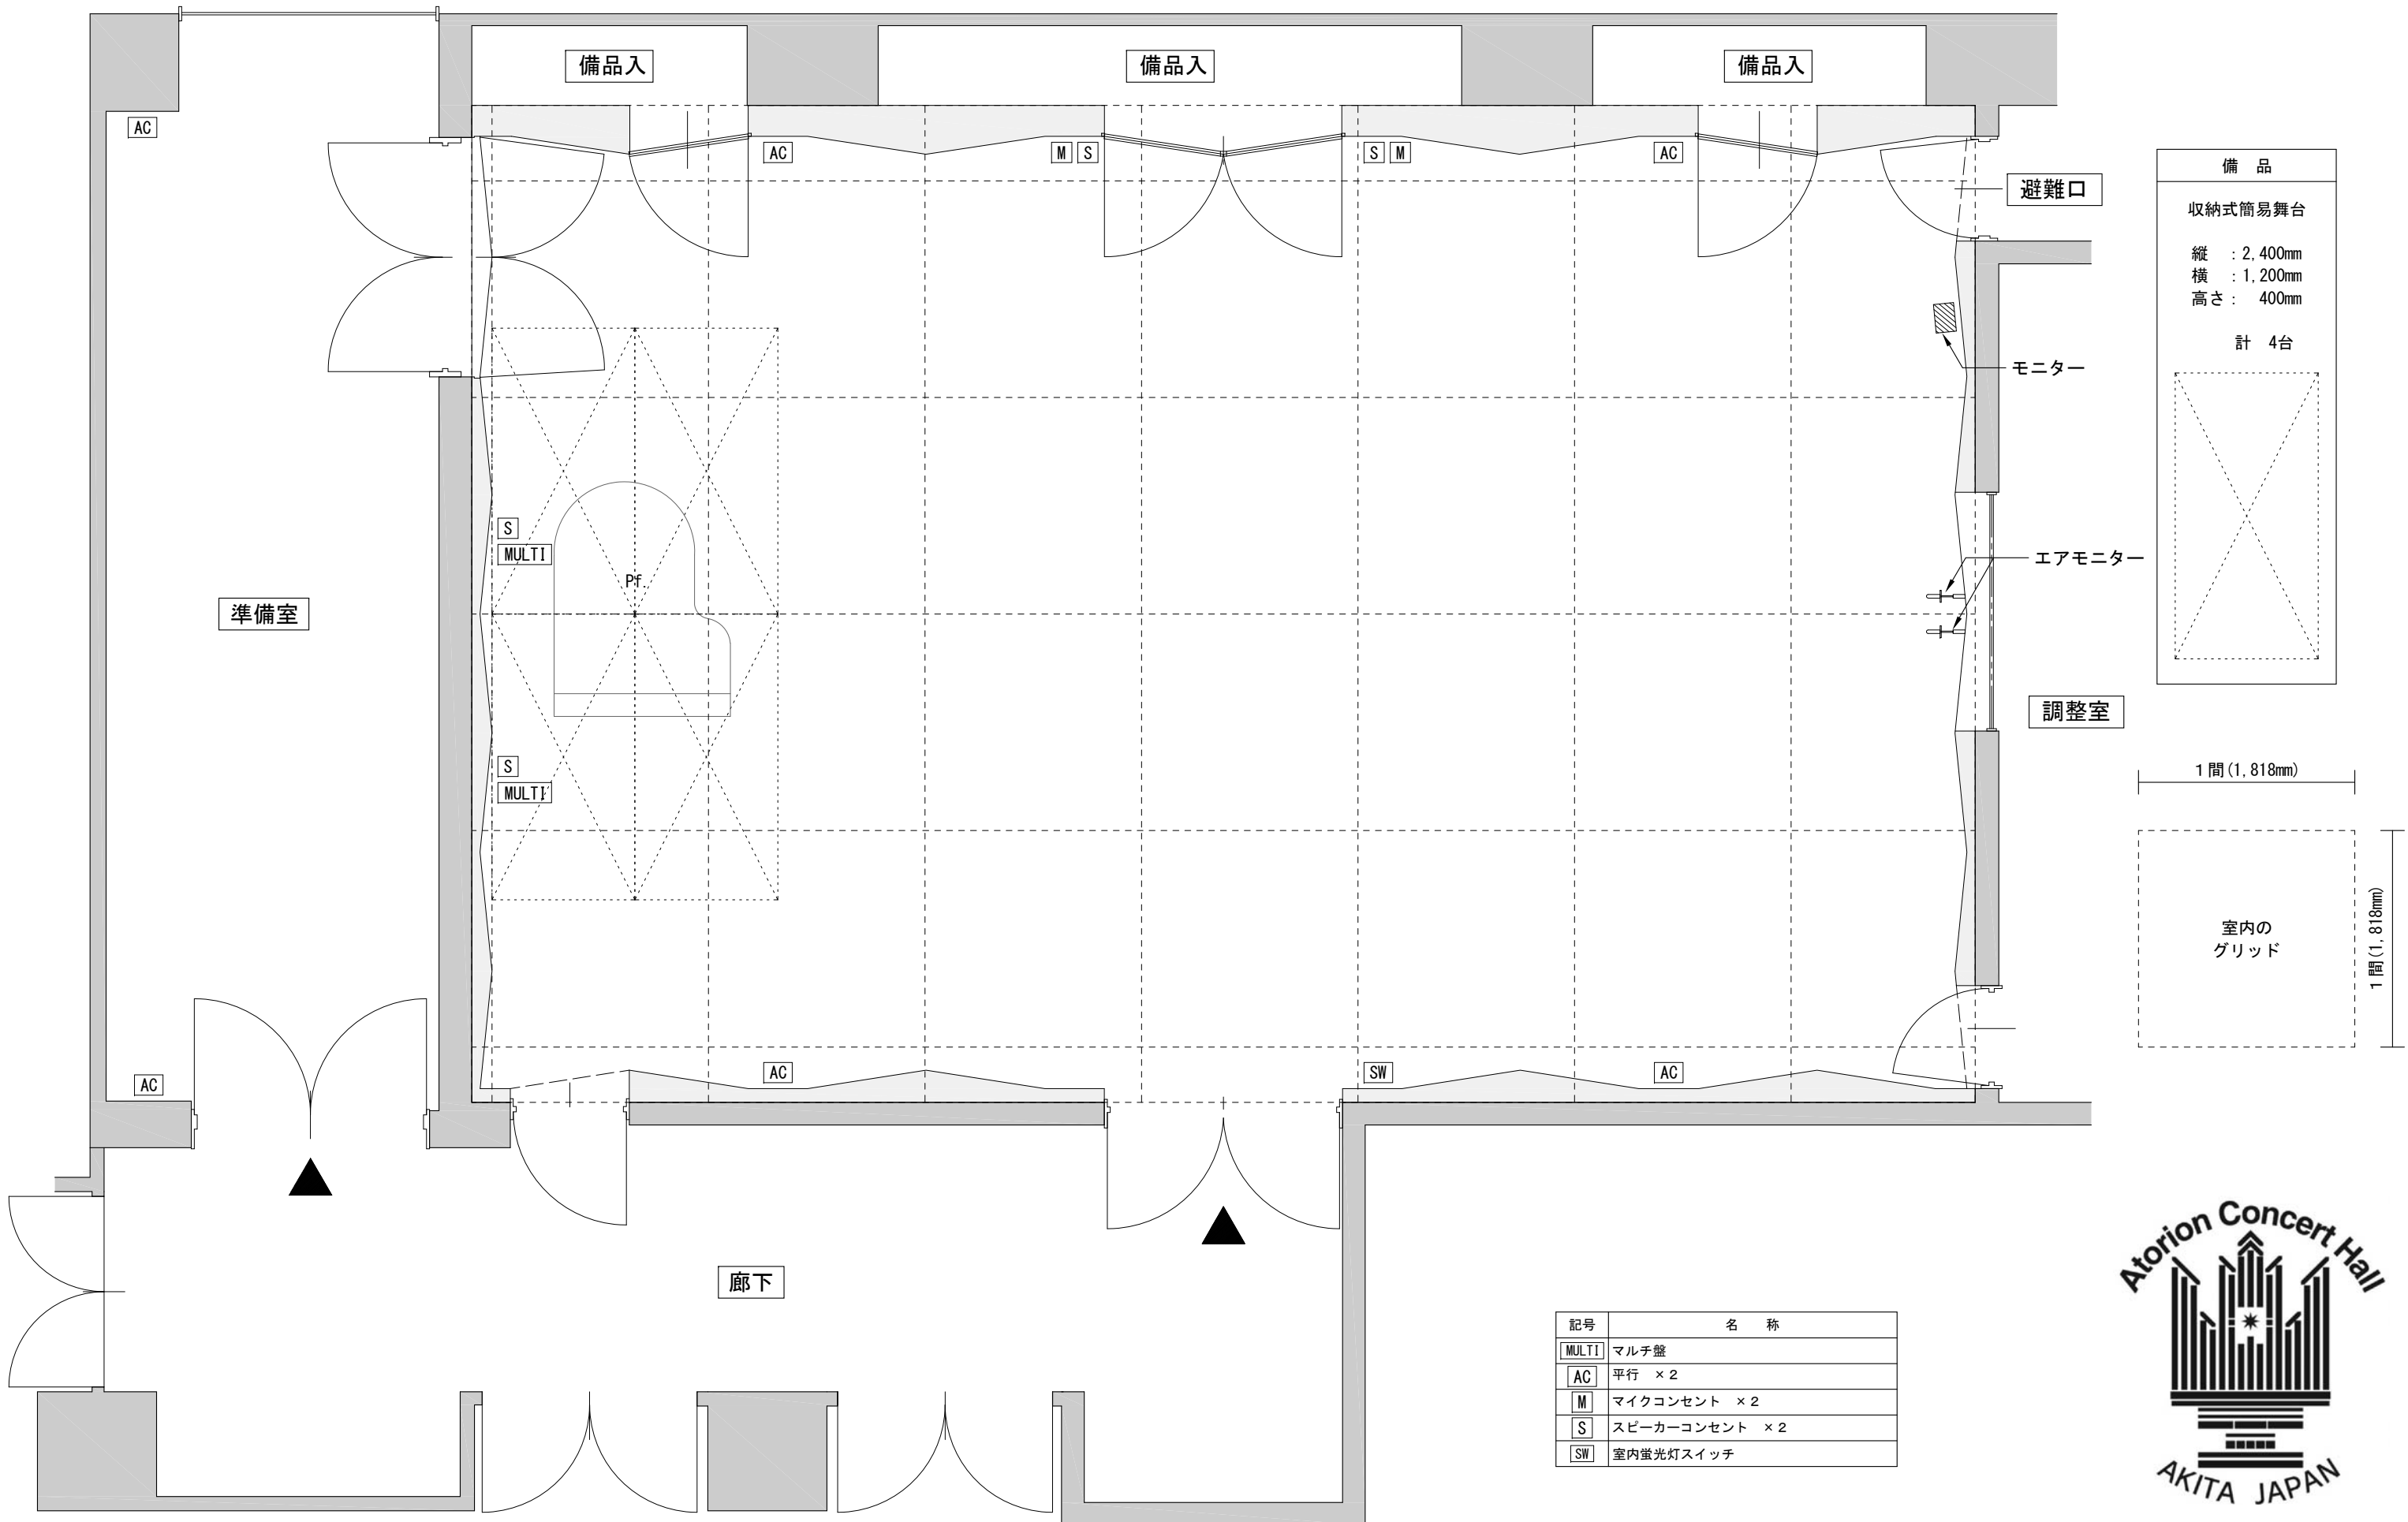 備品入
備品入
備品入
AC
AC
M
S
S
M
AC
避難口
備　品
収納式簡易舞台
縦　：2,400mm
横　：1,200mm
高さ：　400mm
計　4台
モニター
S
MULTI
Pf.
エアモニター
準備室
調整室
S
MULTI
1間(1,818mm)
室内の
グリッド
1間(1,818mm)
AC
AC
SW
AC
廊下
記号　名　称
MULTI　マルチ盤
AC　平行　×2
M　マイクコンセント　×2
S　スピーカーコンセント　×2
SW　室内蛍光灯スイッチ
Atorion Concert Hall
AKITA JAPAN